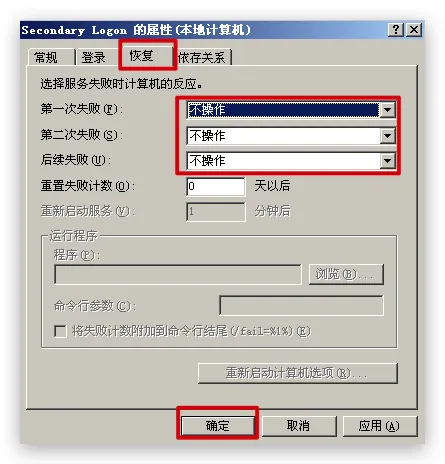 Secondary Logon 的属性(本地计算机)
常规 登录 恢复 依存关系
选择服务失败时计算机的反应。
第一次失败(F): 不操作
第二次失败(S): 不操作
后续失败(U): 不操作
重置失败计数(O): 0 天以后
重新启动服务(V): 1 分钟后
运行程序
程序(P):
浏览(B)...
命令行参数(C):
将失败计数附加到命令行结尾(/fail=%1%)(E)
重新启动计算机选项(R)...
确定 取消 应用(A)